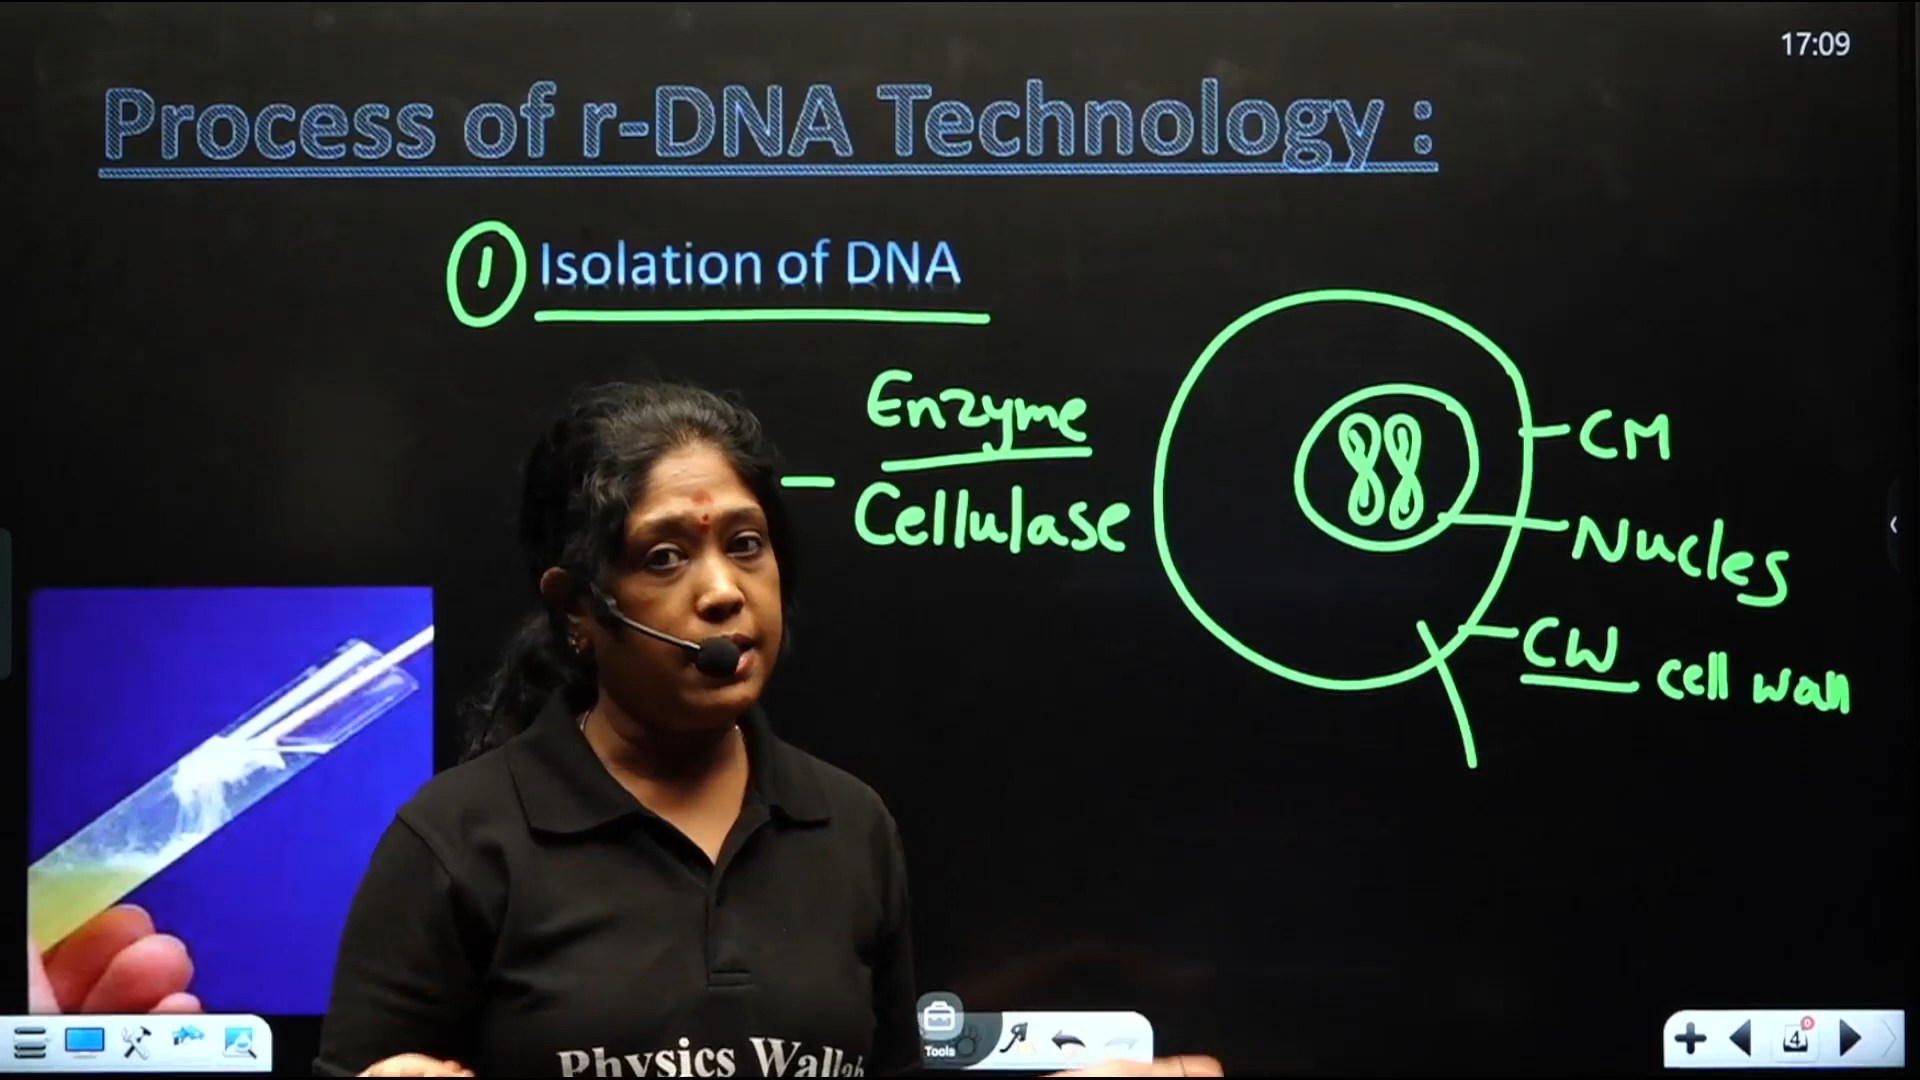 17:09
Process of r-DNA Technology :
1 Isolation of DNA
Enzyme
Cellulase
CM
Nucles
CW cell wall
Physics Wallah
Tools
4